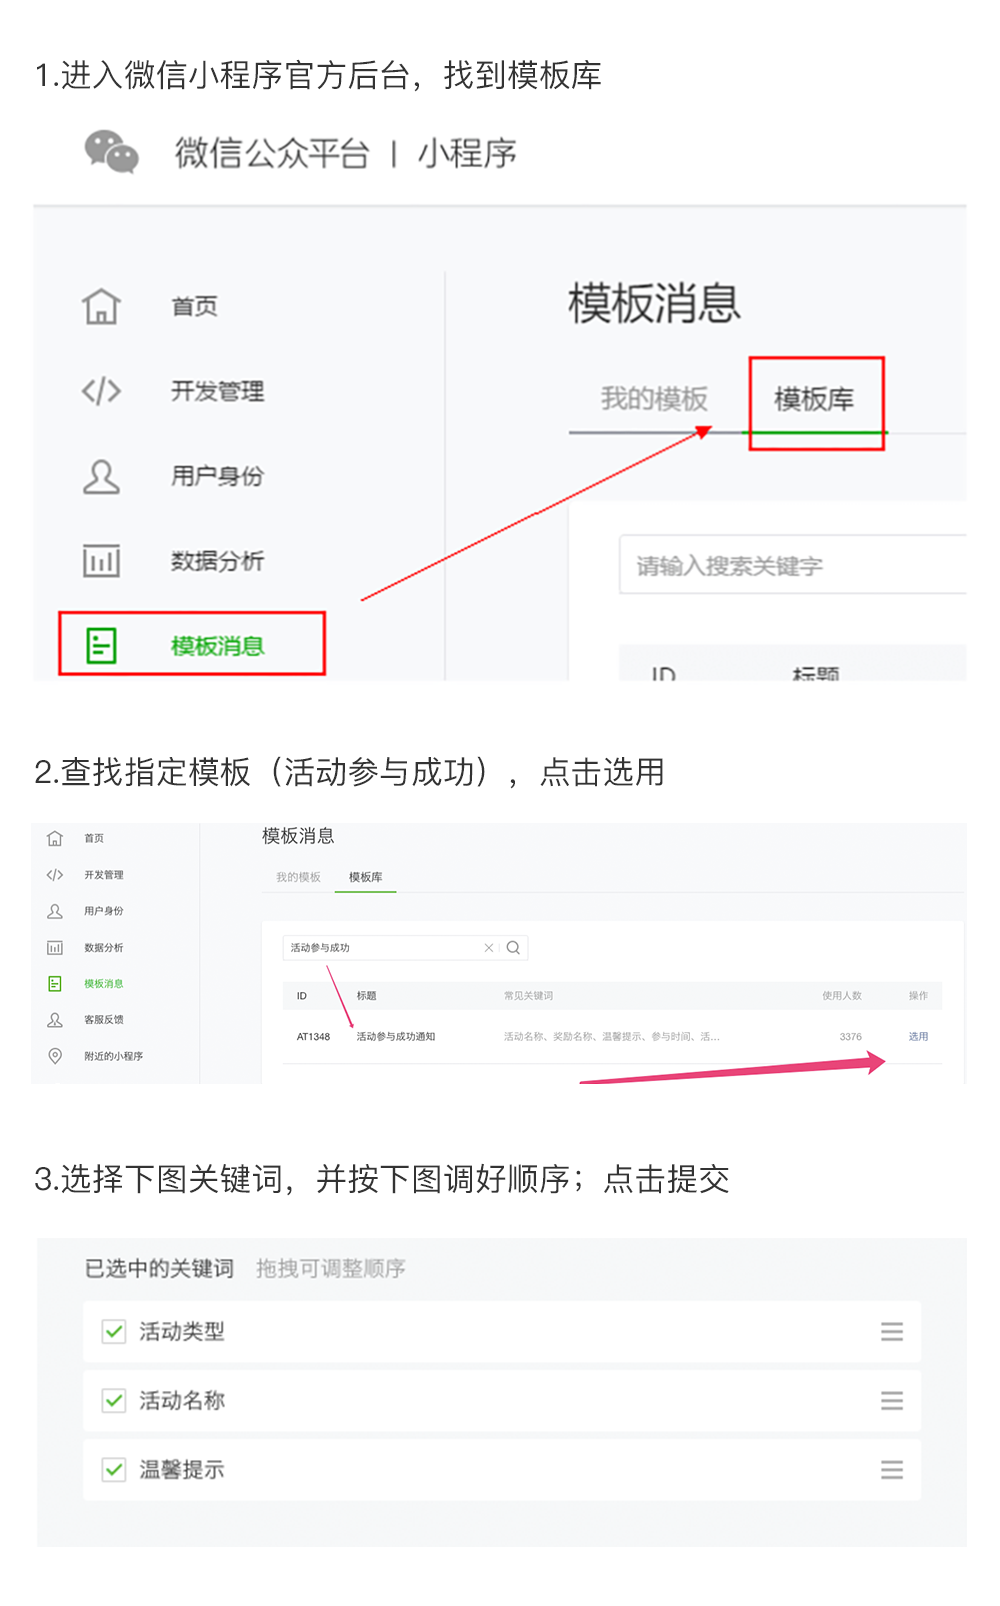 1.进入微信小程序官方后台，找到模板库
微信公众平台 | 小程序
首页
开发管理
用户身份
数据分析
模板消息
模板消息
我的模板 模板库
请输入搜索关键字
ID 标题
2.查找指定模板（活动参与成功），点击选用
首页
开发管理
用户身份
数据分析
模板消息
客服反馈
附近的小程序
模板消息
我的模板 模板库
活动参与成功
ID 标题 常见关键词 使用人数 操作
AT1348 活动参与成功通知 活动名称、奖励名称、温馨提示、参与时间、活... 3376 选用
3.选择下图关键词，并按下图调好顺序；点击提交
已选中的关键词 拖拽可调整顺序
活动类型
活动名称
温馨提示